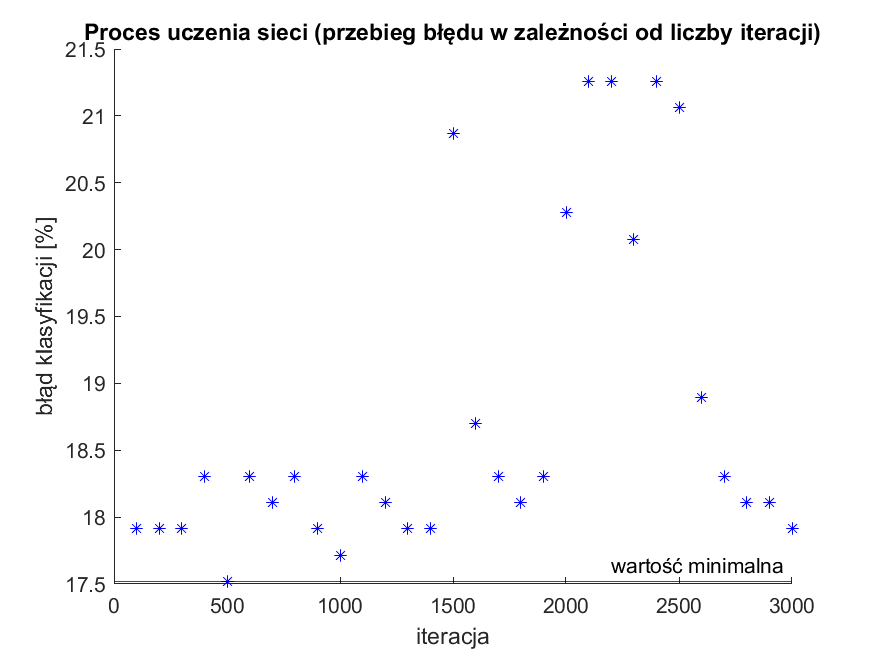 Proces uczenia sieci (przebieg błędu w zależności od liczby iteracji)
21.5
21
20.5
20
19.5
19
18.5
18
17.5
błąd klasyfikacji [%]
wartość minimalna
0 500 1000 1500 2000 2500 3000
iteracja